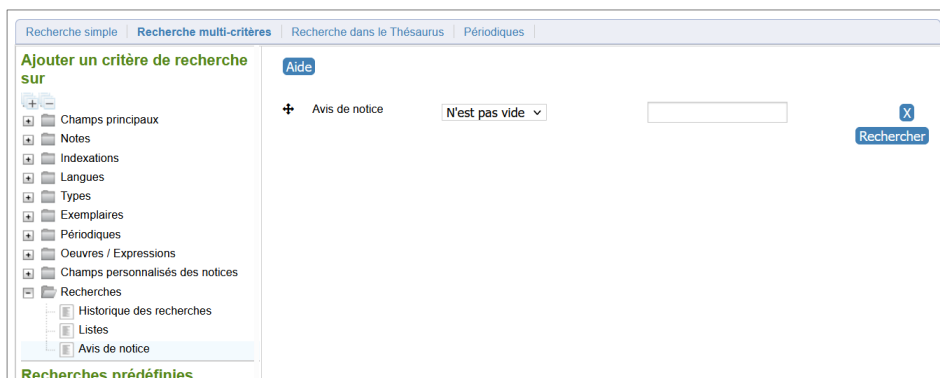 Recherche simple Recherche multi-critères Recherche dans le Thésaurus Périodiques
Ajouter un critère de recherche
sur
Champs principaux
Notes
Indexations
Langues
Types
Exemplaires
Périodiques
Oeuvres / Expressions
Champs personnalisés des notices
Recherches
Historique des recherches
Listes
Avis de notice
Recherches prédéfinies
Aide
Avis de notice N'est pas vide X
Rechercher